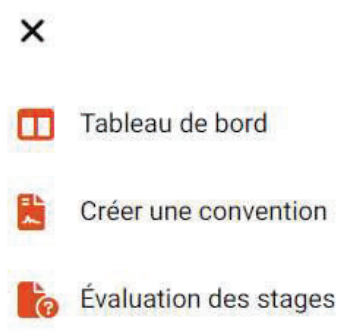 Tableau de bord
Créer une convention
Évaluation des stages